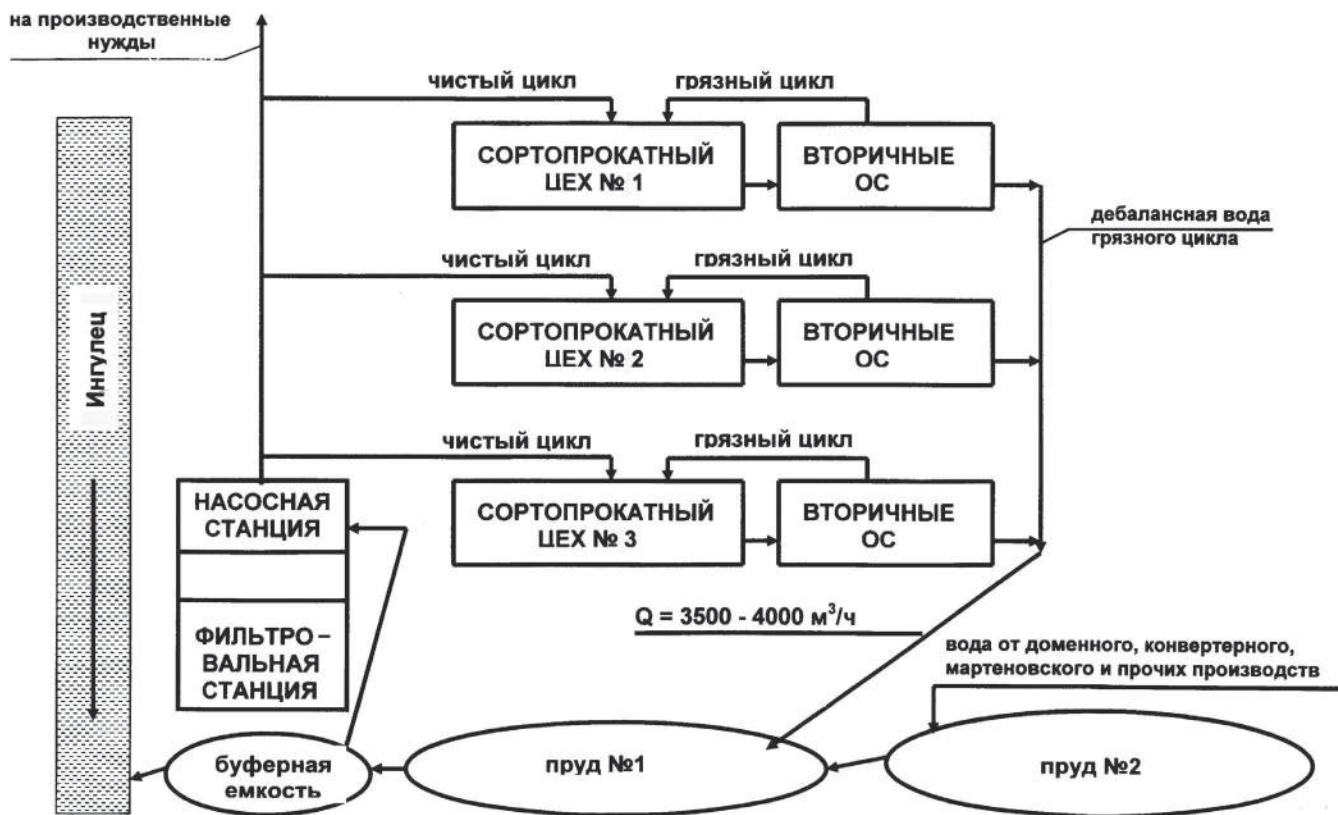 на производственные
нужды
чистый цикл
грязный цикл
СОРТОПРОКАТНЫЙ
ЦЕХ № 1
ВТОРИЧНЫЕ
ОС
дебалансная вода
грязного цикла
чистый цикл
грязный цикл
СОРТОПРОКАТНЫЙ
ЦЕХ № 2
ВТОРИЧНЫЕ
ОС
Ингулец
чистый цикл
грязный цикл
СОРТОПРОКАТНЫЙ
ЦЕХ № 3
ВТОРИЧНЫЕ
ОС
НАСОСНАЯ
СТАНЦИЯ
ФИЛЬТРО –
ВАЛЬНАЯ
СТАНЦИЯ
Q = 3500 - 4000 м³/ч
вода от доменного, конвертерного,
мартеновского и прочих производств
буферная
емкость
пруд №1
пруд №2